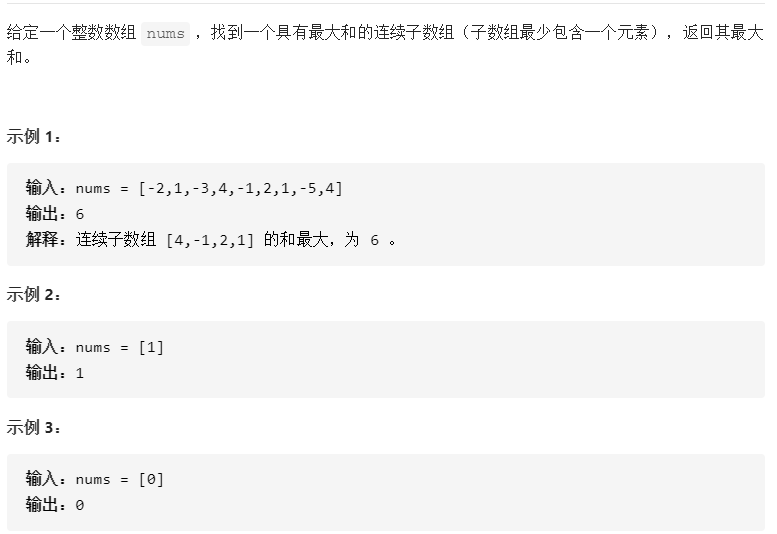 给定一个整数数组 nums ，找到一个具有最大和的连续子数组（子数组最少包含一个元素），返回其最大
和。
示例 1：
输入：nums = [-2,1,-3,4,-1,2,1,-5,4]
输出：6
解释：连续子数组 [4,-1,2,1] 的和最大，为 6 。
示例 2：
输入：nums = [1]
输出：1
示例 3：
输入：nums = [0]
输出：0